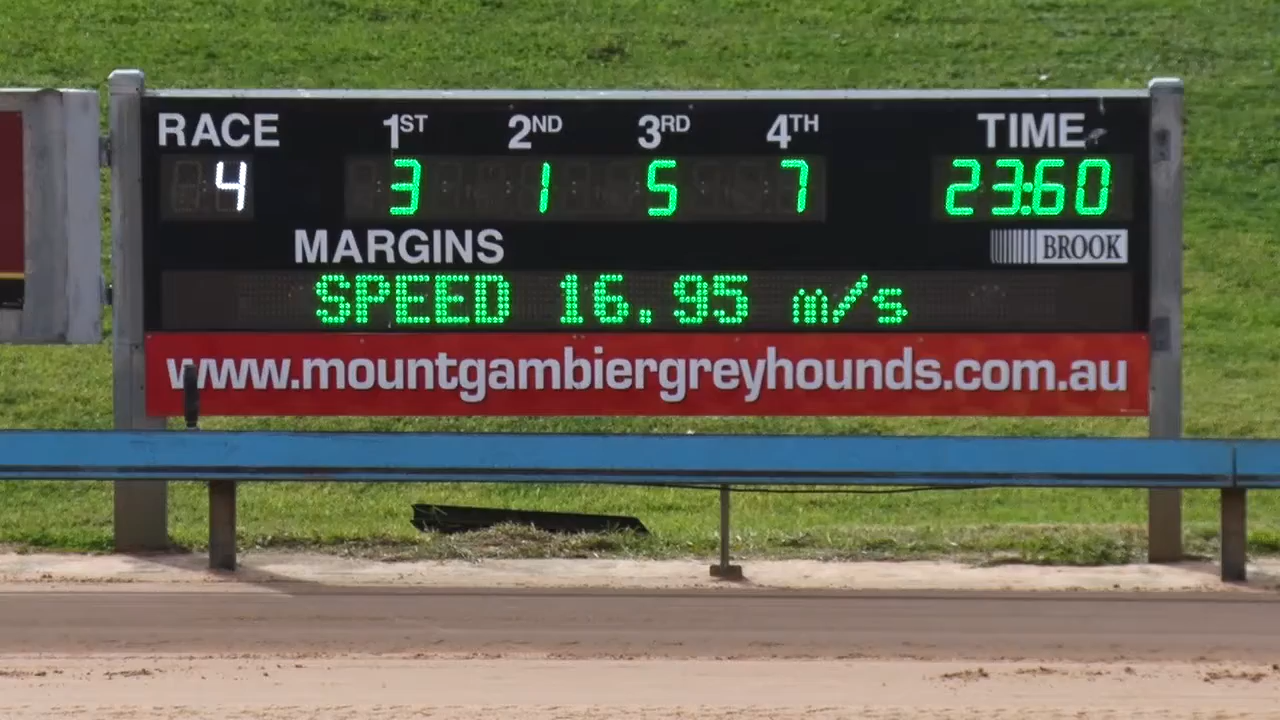 RACE 1ST 2ND 3RD 4TH TIME
4 3 1 5 7 23:60
MARGINS BROOK
SPEED 16.95 m/s
www.mountgambiergreyhounds.com.au